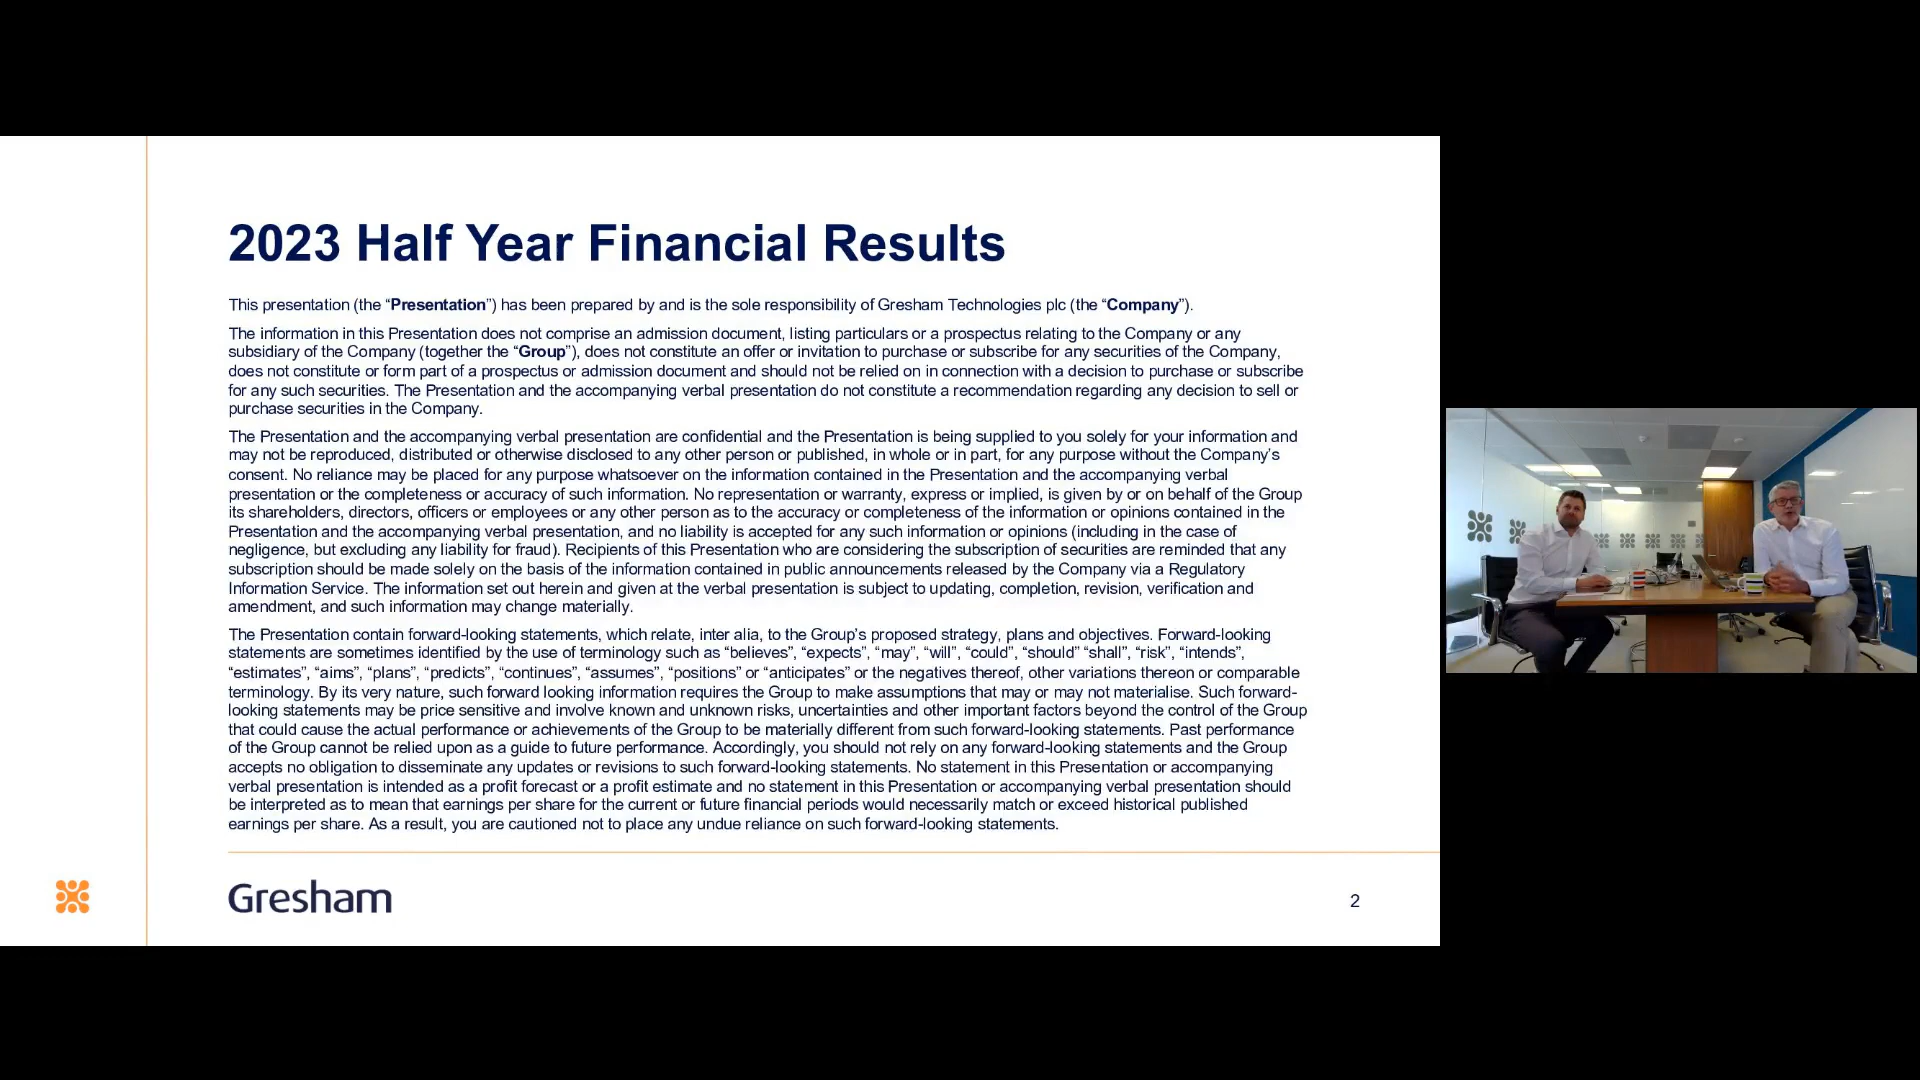 2023 Half Year Financial Results
This presentation (the “Presentation”) has been prepared by and is the sole responsibility of Gresham Technologies plc (the “Company”).
The information in this Presentation does not comprise an admission document, listing particulars or a prospectus relating to the Company or any
subsidiary of the Company (together the “Group”), does not constitute an offer or invitation to purchase or subscribe for any securities of the Company,
does not constitute or form part of a prospectus or admission document and should not be relied on in connection with a decision to purchase or subscribe
for any such securities. The Presentation and the accompanying verbal presentation do not constitute a recommendation regarding any decision to sell or
purchase securities in the Company.
The Presentation and the accompanying verbal presentation are confidential and the Presentation is being supplied to you solely for your information and
may not be reproduced, distributed or otherwise disclosed to any other person or published, in whole or in part, for any purpose without the Company’s
consent. No reliance may be placed for any purpose whatsoever on the information contained in the Presentation and the accompanying verbal
presentation or the completeness or accuracy of such information. No representation or warranty, express or implied, is given by or on behalf of the Group
its shareholders, directors, officers or employees or any other person as to the accuracy or completeness of the information or opinions contained in the
Presentation and the accompanying verbal presentation, and no liability is accepted for any such information or opinions (including in the case of
negligence, but excluding any liability for fraud). Recipients of this Presentation who are considering the subscription of securities are reminded that any
subscription should be made solely on the basis of the information contained in public announcements released by the Company via a Regulatory
Information Service. The information set out herein and given at the verbal presentation is subject to updating, completion, revision, verification and
amendment, and such information may change materially.
The Presentation contain forward-looking statements, which relate, inter alia, to the Group’s proposed strategy, plans and objectives. Forward-looking
statements are sometimes identified by the use of terminology such as “believes”, “expects”, “may”, “will”, “could”, “should” “shall”, “risk”, “intends”,
“estimates”, “aims”, “plans”, “predicts”, “continues”, “assumes”, “positions” or “anticipates” or the negatives thereof, other variations thereon or comparable
terminology. By its very nature, such forward looking information requires the Group to make assumptions that may or may not materialise. Such forward-
looking statements may be price sensitive and involve known and unknown risks, uncertainties and other important factors beyond the control of the Group
that could cause the actual performance or achievements of the Group to be materially different from such forward-looking statements. Past performance
of the Group cannot be relied upon as a guide to future performance. Accordingly, you should not rely on any forward-looking statements and the Group
accepts no obligation to disseminate any updates or revisions to such forward-looking statements. No statement in this Presentation or accompanying
verbal presentation is intended as a profit forecast or a profit estimate and no statement in this Presentation or accompanying verbal presentation should
be interpreted as to mean that earnings per share for the current or future financial periods would necessarily match or exceed historical published
earnings per share. As a result, you are cautioned not to place any undue reliance on such forward-looking statements.
Gresham
2